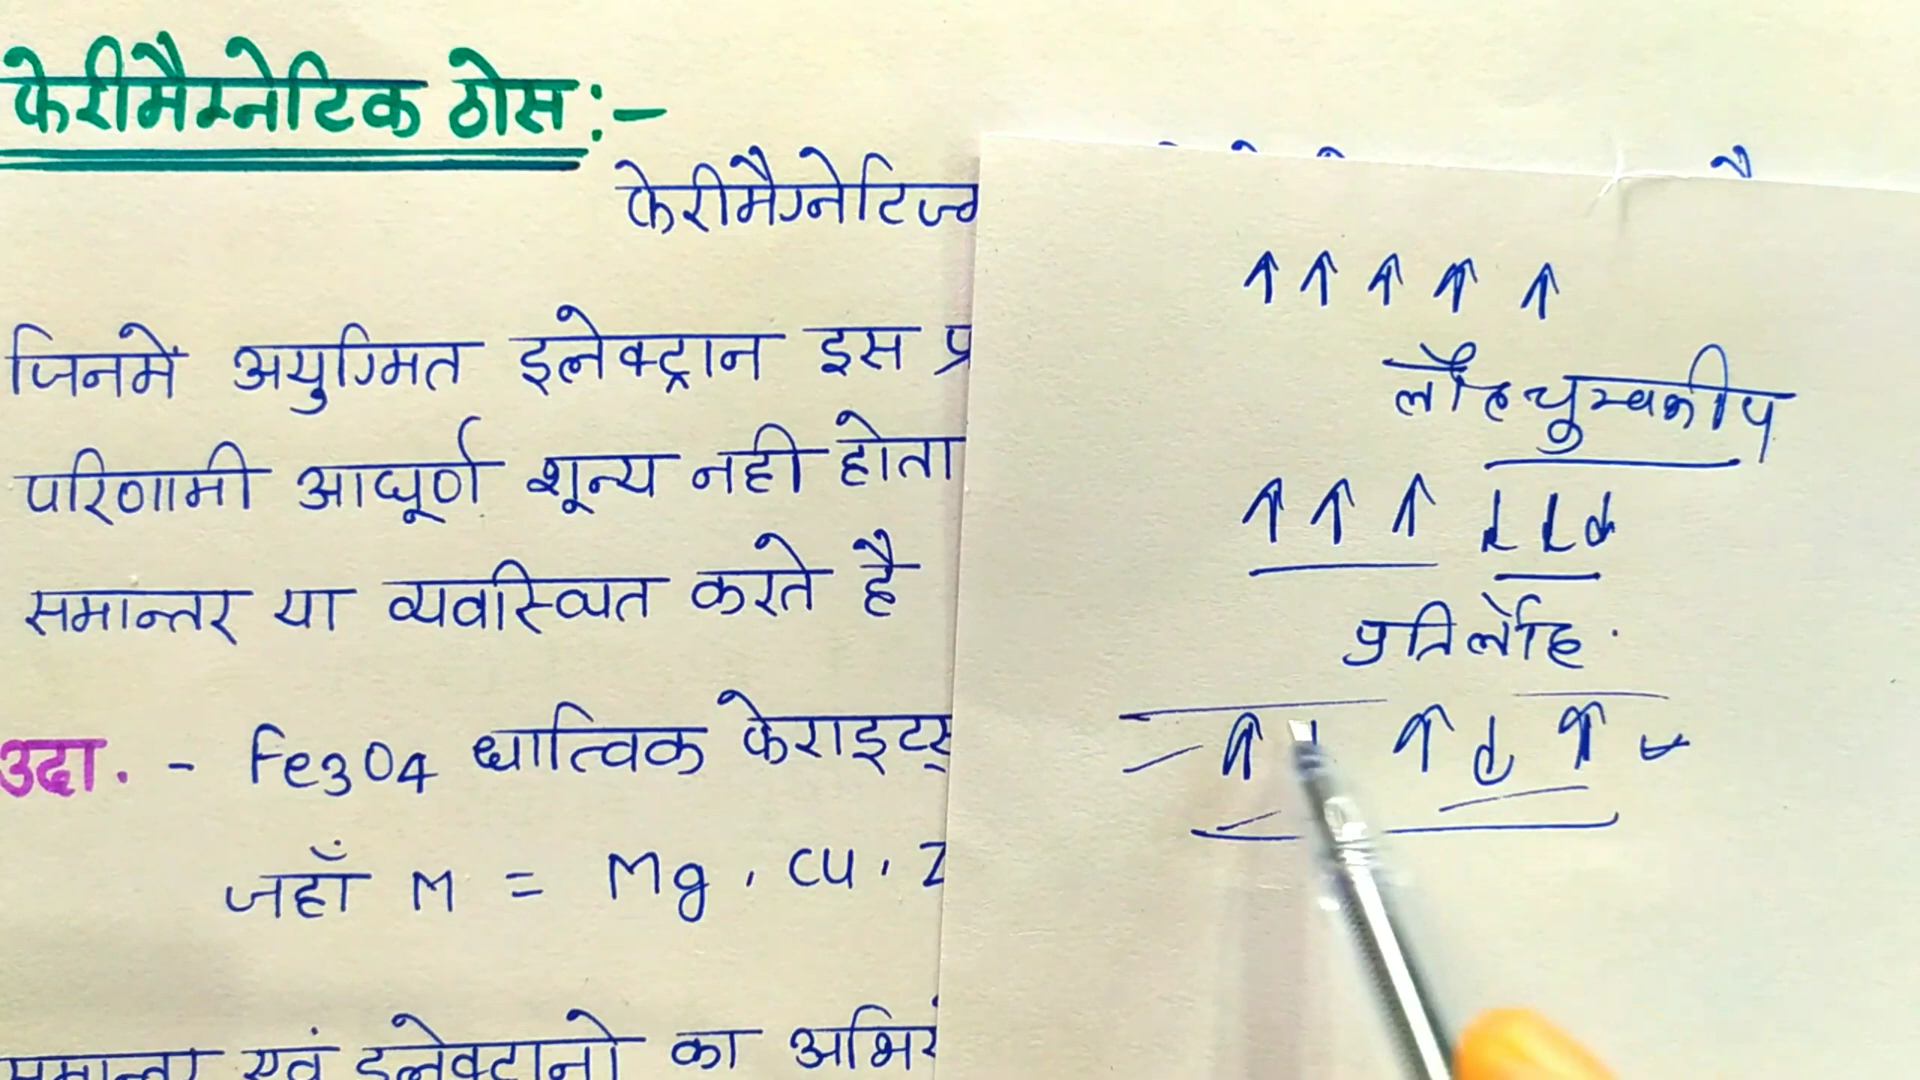 फेरीमैग्नेटिक ठोस:-
फेरीमैग्नेटिज्म
जिनमें अयुग्मित इलेक्ट्रान इस प्र
परिणामी आघूर्ण शून्य नही होता
समान्तर या व्यवस्थित करते है
उदा. - Fe3O4 धात्विक फेराइट्स
जहाँ M = Mg, Cu, Z
समान्तर एवं इलेक्ट्रानो का अभि
↑ ↑ ↑ ↑ ↑
लौहचुम्बकीय
↑ ↑ ↑ ↓ ↓ ↓
प्रतिलौह.
↑ ↑ ↓ ↑